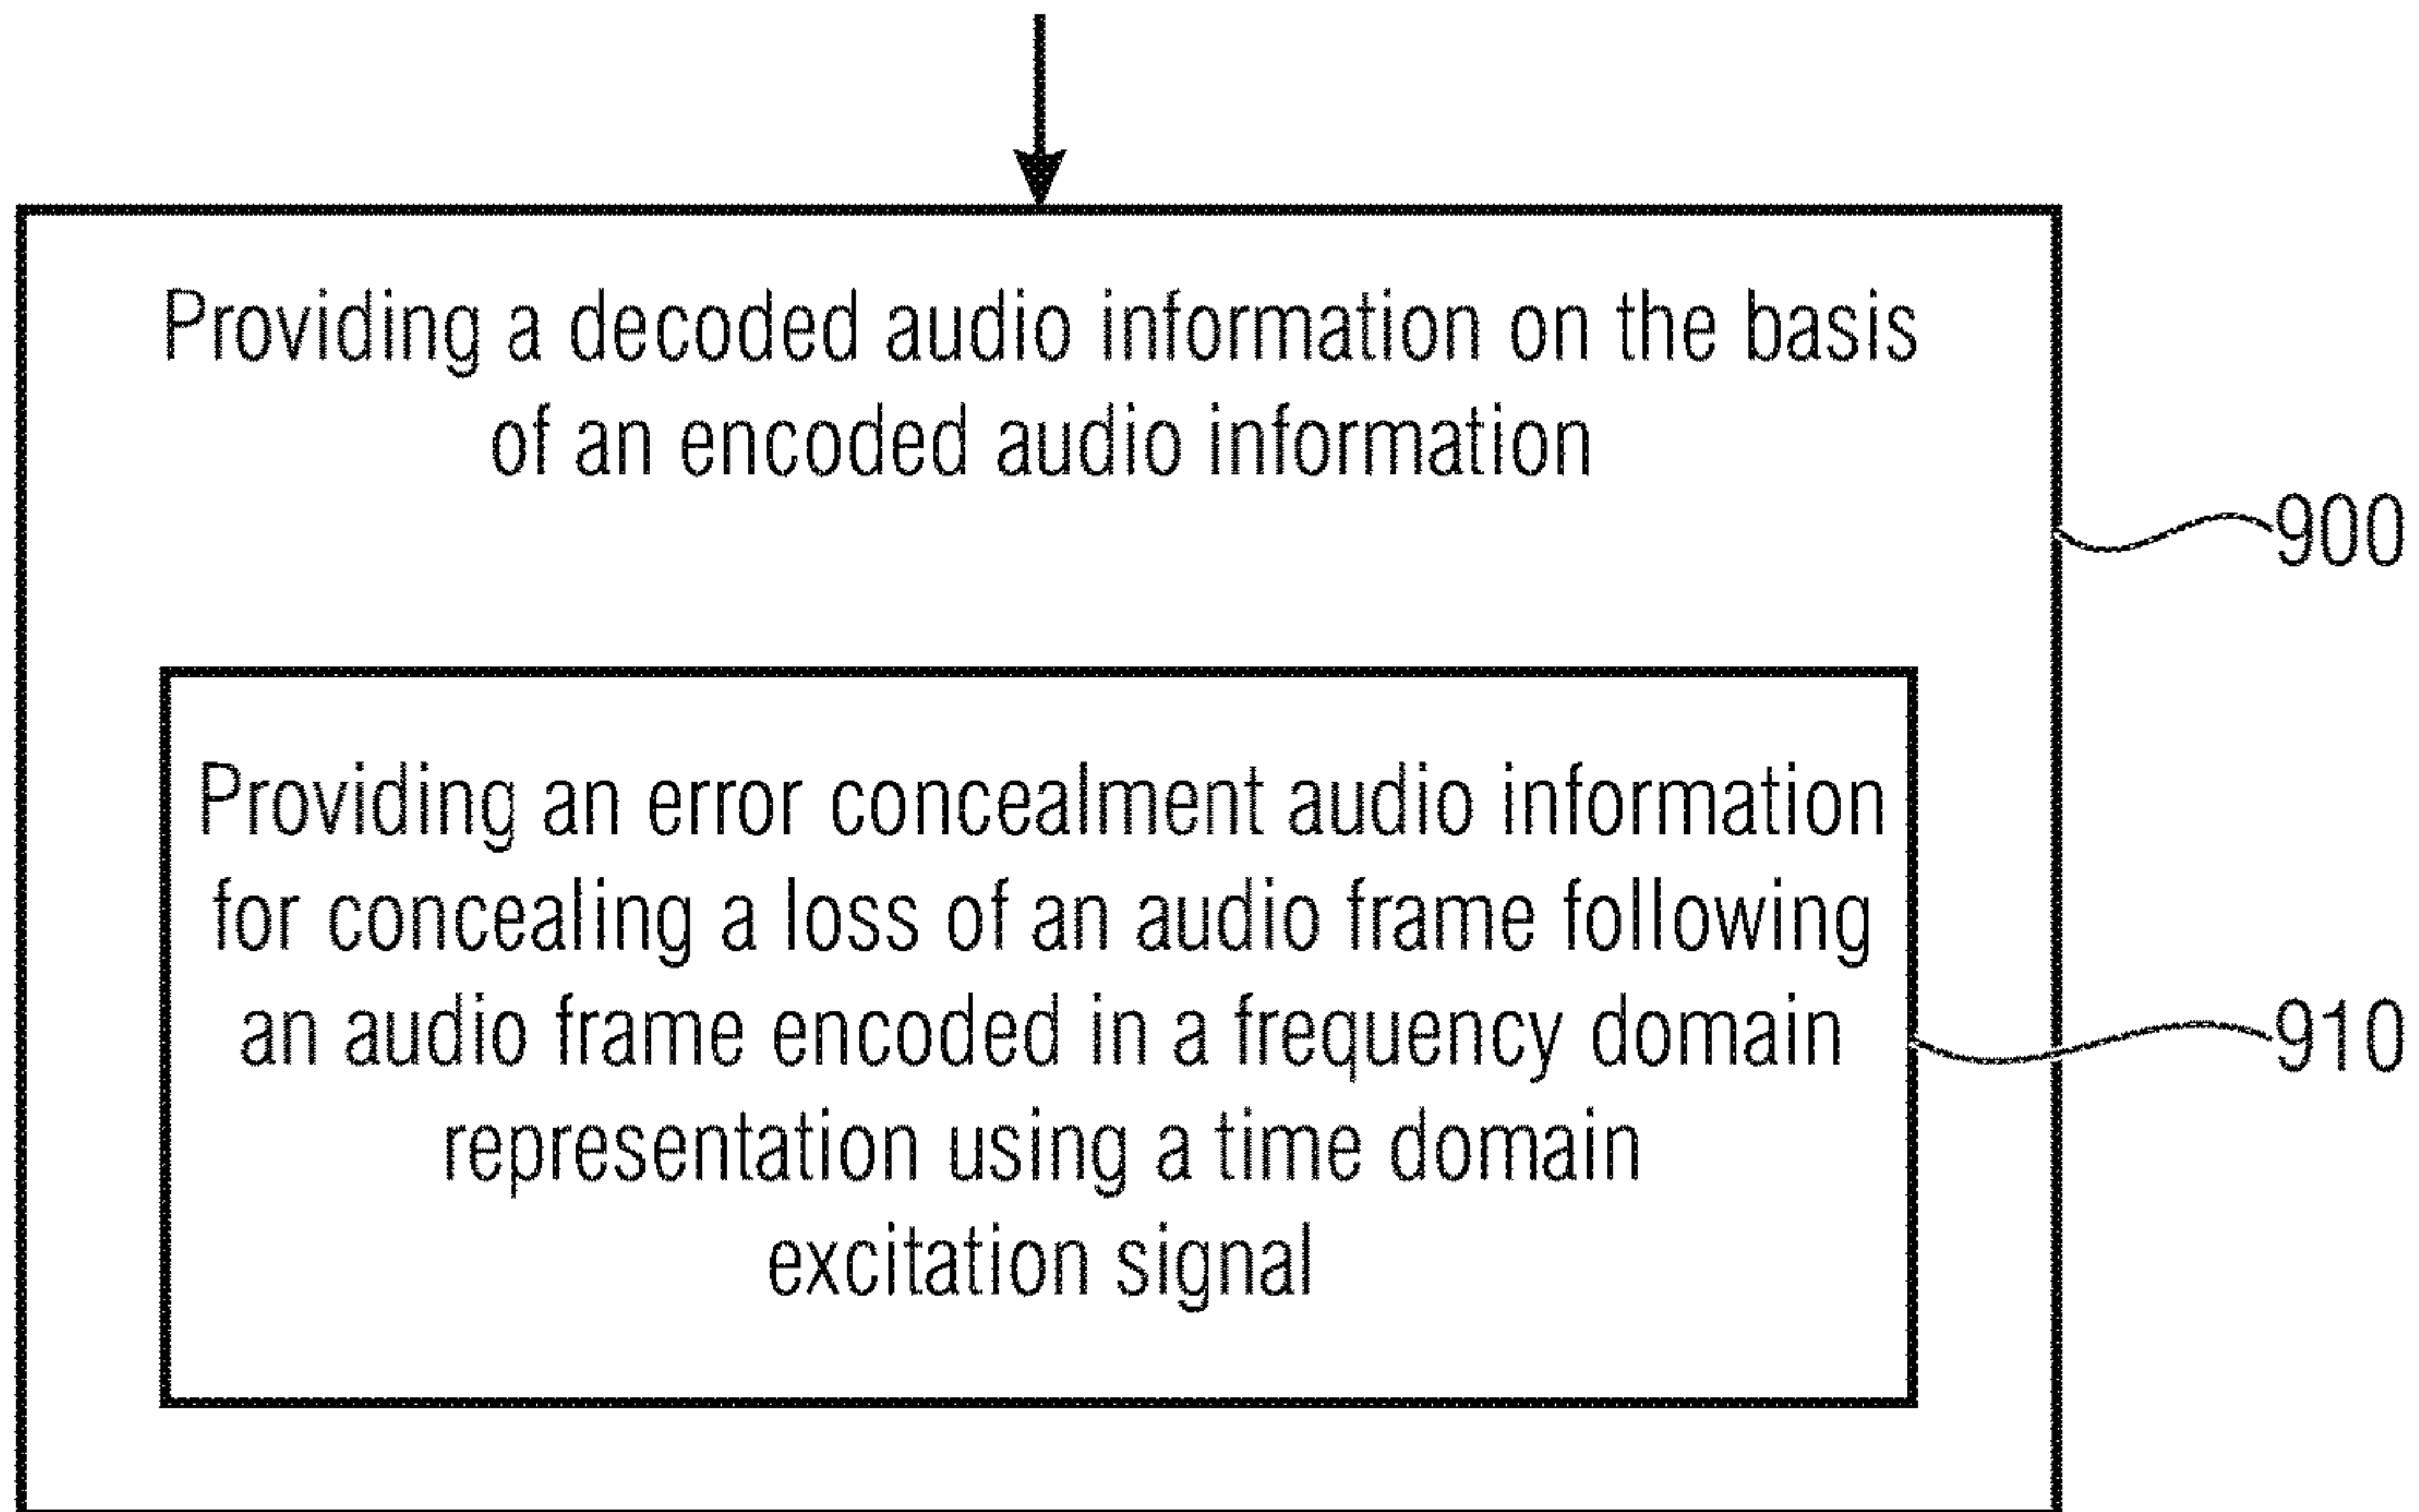 Providing a decoded audio information on the basis
of an encoded audio information
900
Providing an error concealment audio information
for concealing a loss of an audio frame following
an audio frame encoded in a frequency domain
representation using a time domain
excitation signal
910